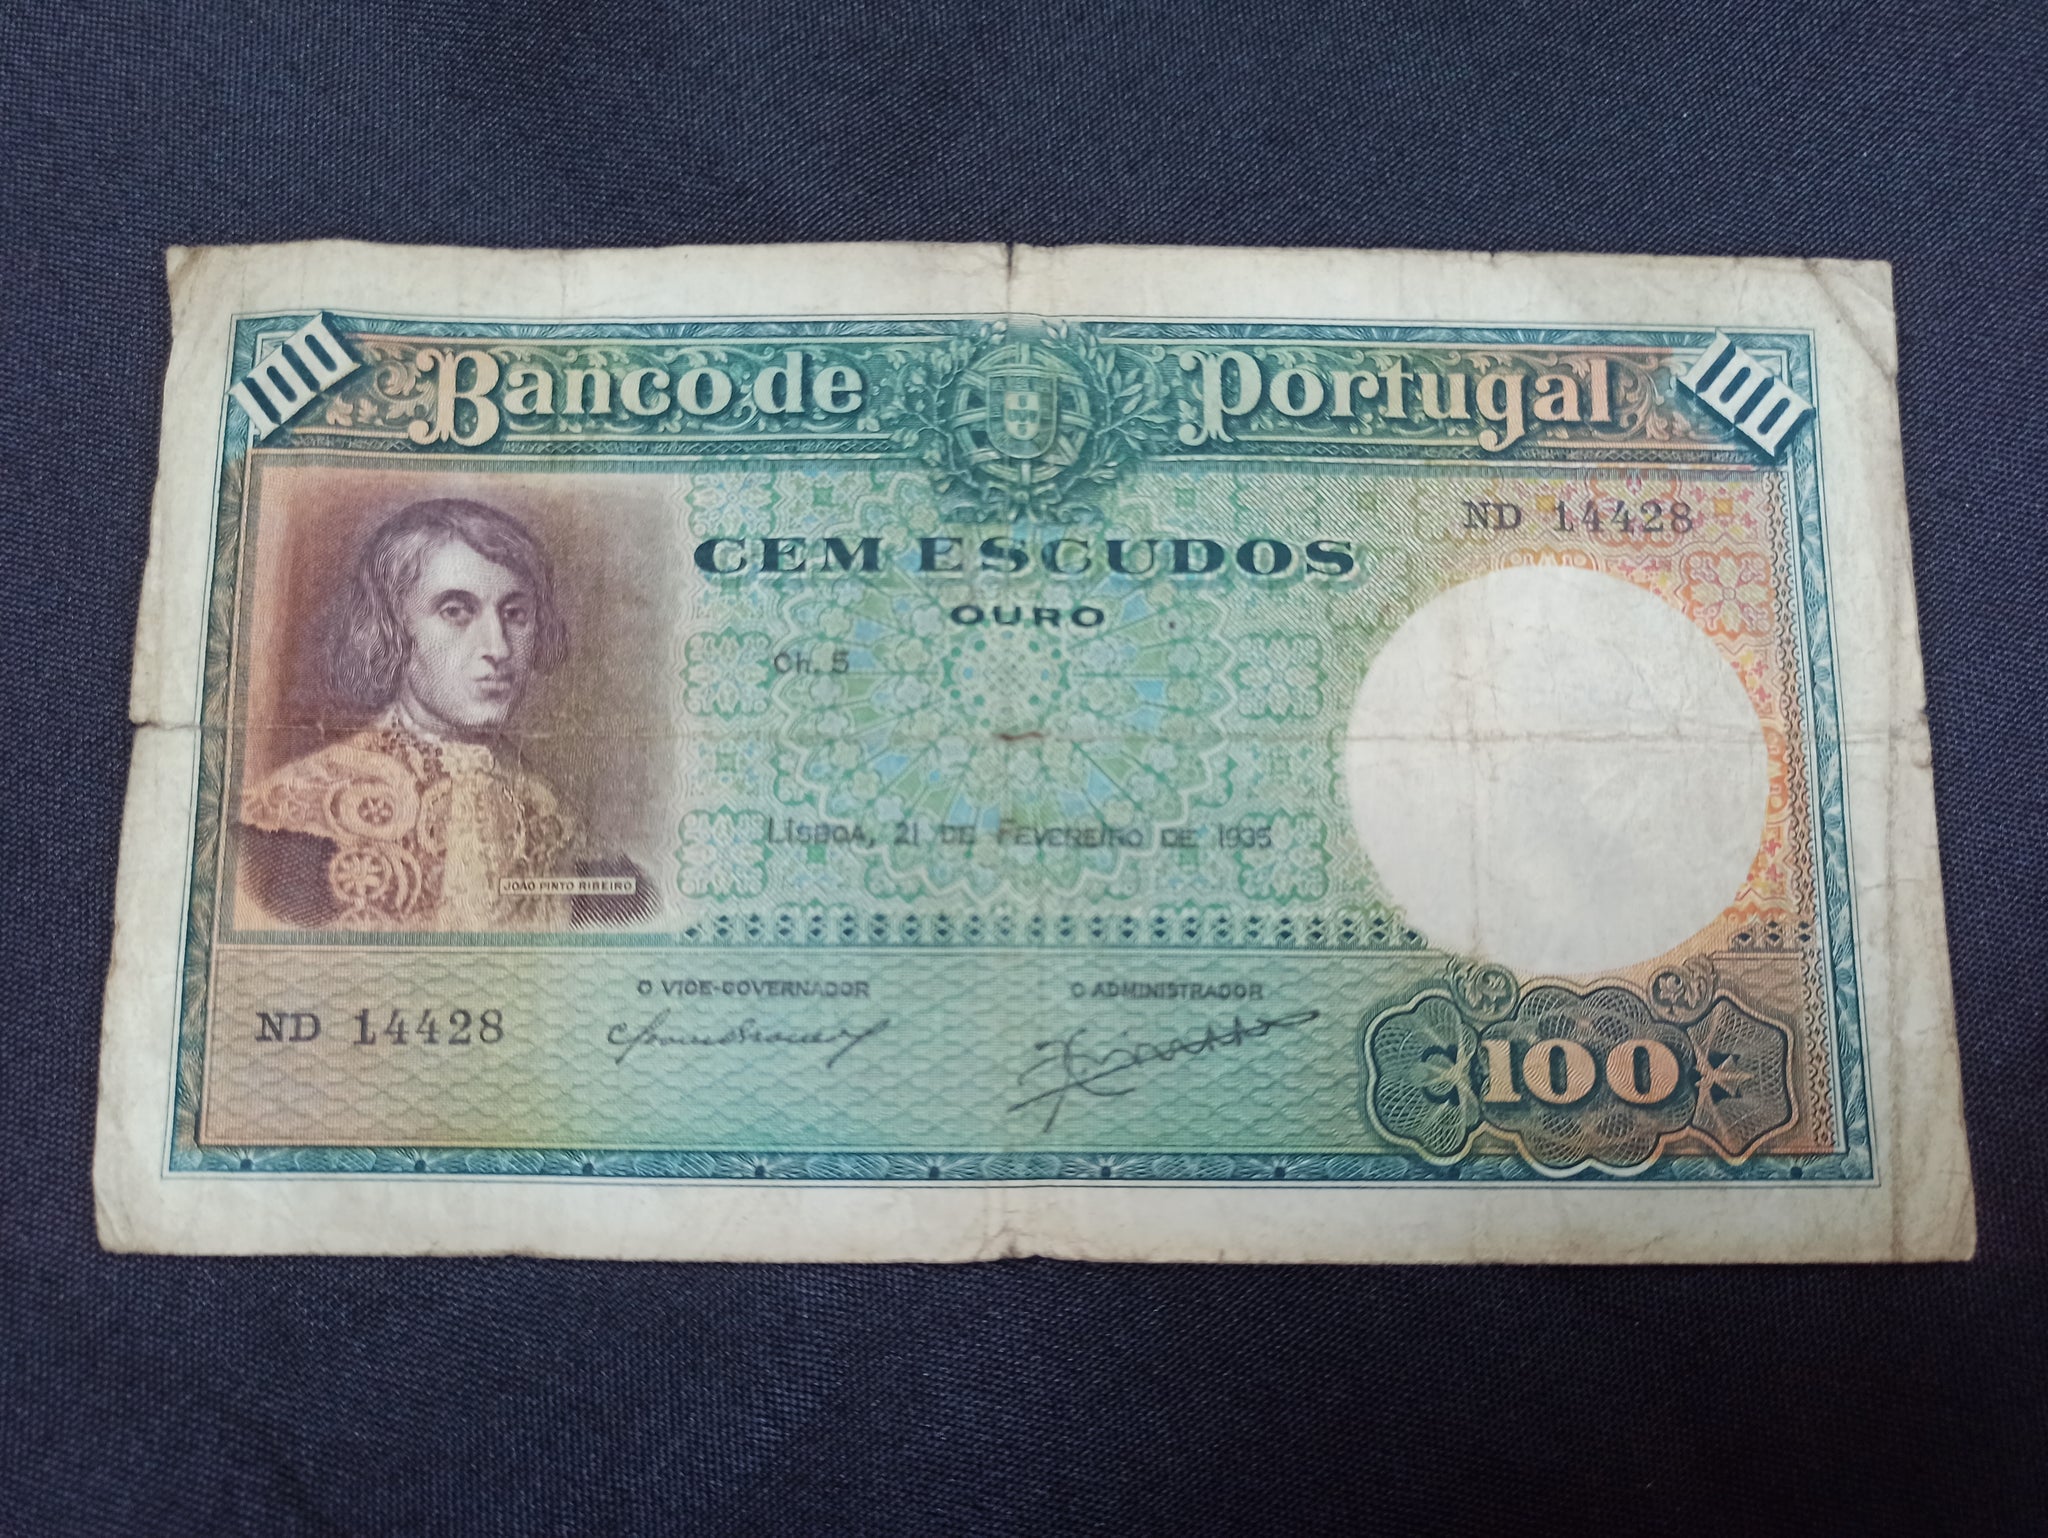 100
Banco de Portugal
100
ND 14428
CEM ESCUDOS
OURO
Ch. 5
LISBOA, 21 DE FEVEREIRO DE 1935
JOÃO PINTO RIBEIRO
O VICE-GOVERNADOR
O ADMINISTRADOR
ND 14428
100